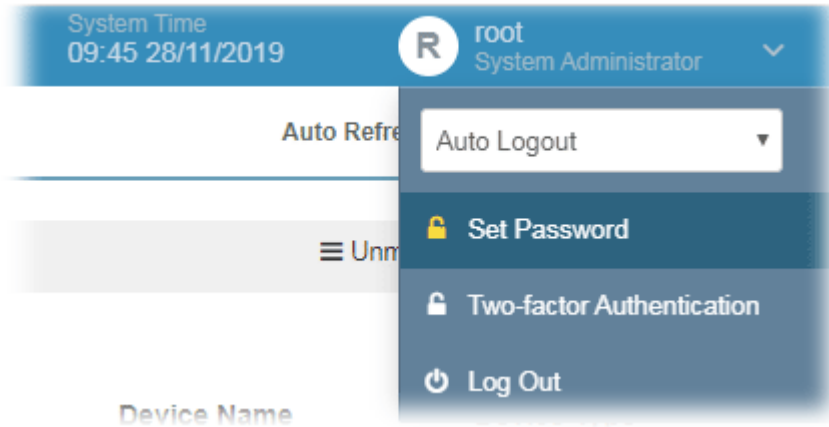 System Time
09:45 28/11/2019
R
root
System Administrator
Auto Refre
Auto Logout
Set Password
Unm
Two-factor Authentication
Log Out
Device Name